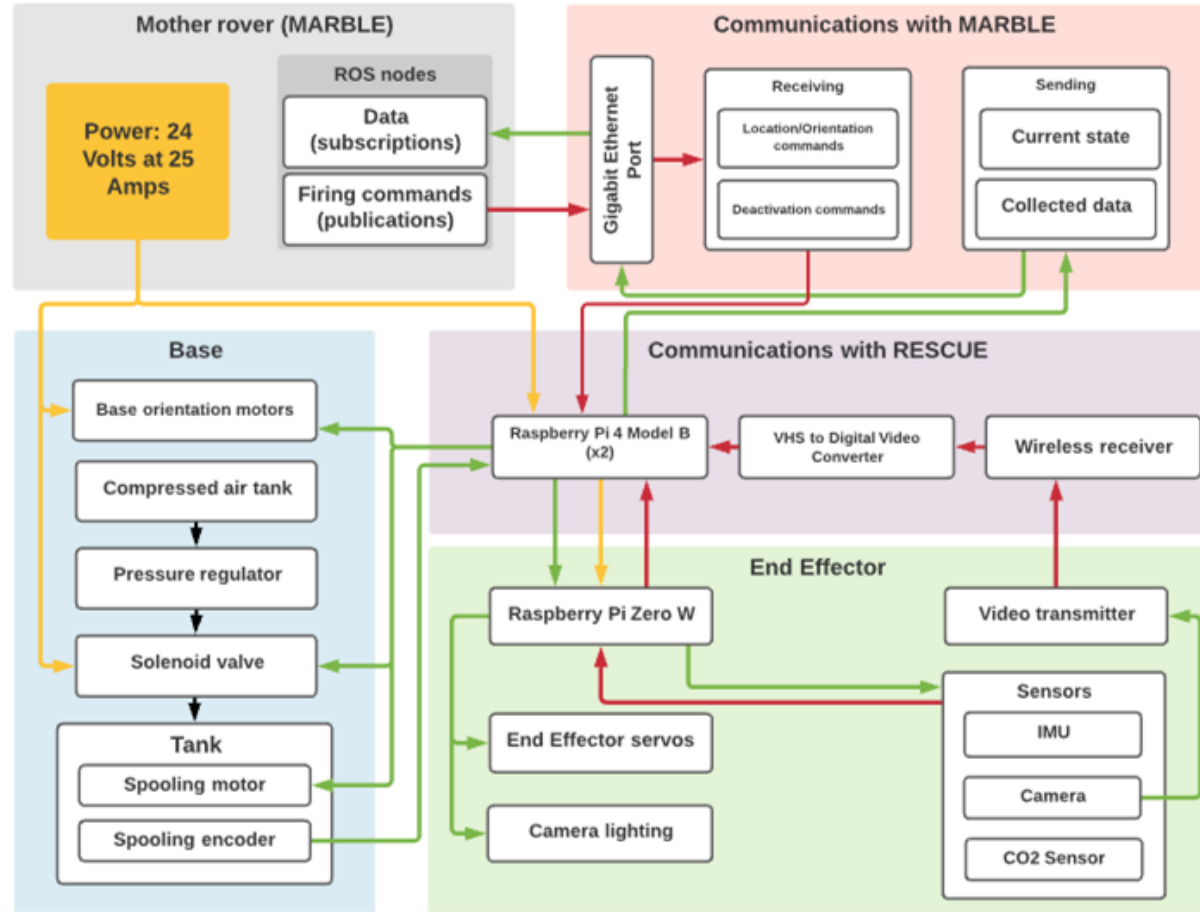 Mother rover (MARBLE)
Power: 24
Volts at 25
Amps
ROS nodes
Data
(subscriptions)
Firing commands
(publications)
Communications with MARBLE
Gigabit Ethernet
Port
Receiving
Location/Orientation
commands
Deactivation commands
Sending
Current state
Collected data
Base
Base orientation motors
Compressed air tank
Pressure regulator
Solenoid valve
Tank
Spooling motor
Spooling encoder
Communications with RESCUE
Raspberry Pi 4 Model B
(x2)
VHS to Digital Video
Converter
Wireless receiver
End Effector
Raspberry Pi Zero W
End Effector servos
Camera lighting
Video transmitter
Sensors
IMU
Camera
CO2 Sensor